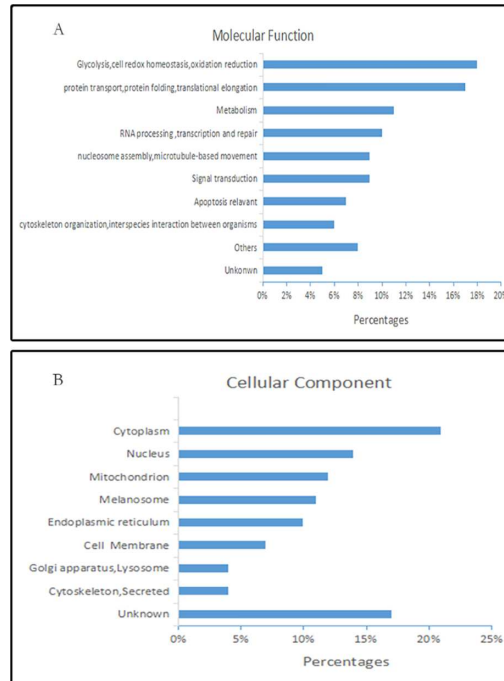 A
Molecular Function
Glycolysis,cell redox homeostasis,oxidation reduction
protein transport,protein folding,translational elongation
Metabolism
RNA processing ,transcription and repair
nucleosome assembly,microtubule-based movement
Signal transduction
Apoptosis relavant
cytoskeleton organization,interspecies interaction between organisms
Others
Unkonwn
0% 2% 4% 6% 8% 10% 12% 14% 16% 18% 20%
Percentages
B
Cellular Component
Cytoplasm
Nucleus
Mitochondrion
Melanosome
Endoplasmic reticulum
Cell Membrane
Golgi apparatus,Lysosome
Cytoskeleton,Secreted
Unknown
0% 5% 10% 15% 20% 25%
Percentages